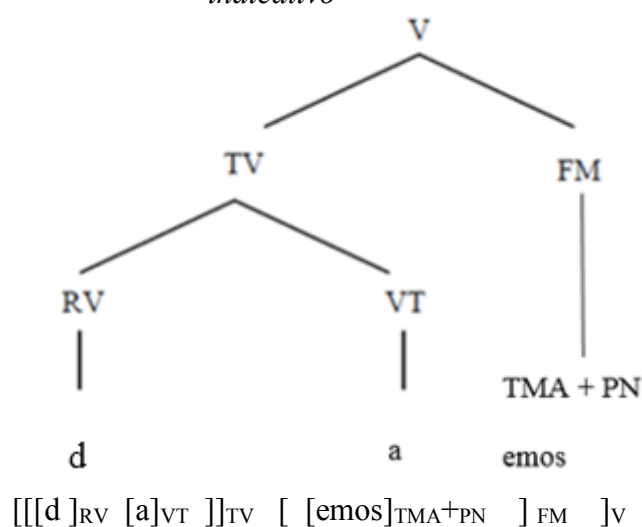 indicativo
V
TV FM
RV VT
TMA + PN
d a emos
[[[d ]RV [a]VT ]]TV [ [emos]TMA+PN ] FM ]V